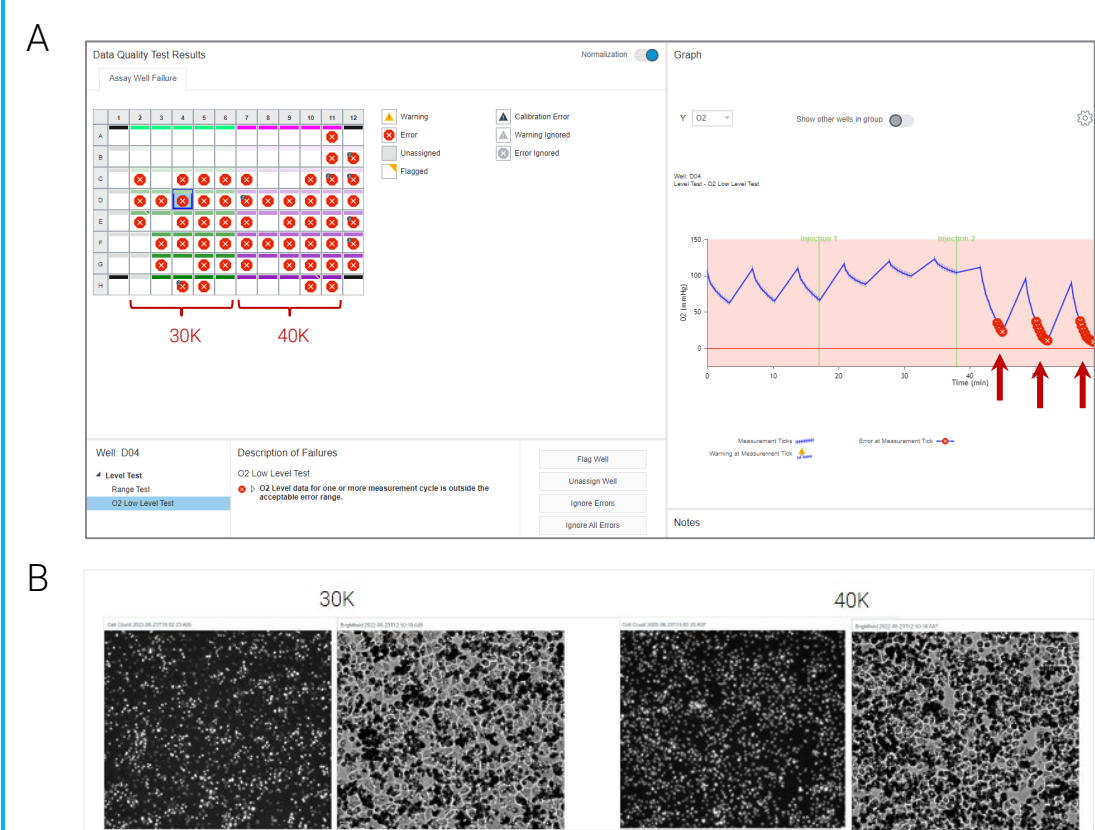 A
Data Quality Test Results
Normalization
Graph
Assay Well Failure
1 2 3 4 5 6 7 8 9 10 11 12
A
B
C
D
E
F
G
H
Warning
Calibration Error
Error
Warning Ignored
Unassigned
Error Ignored
Flagged
30K
40K
Y O2
Show other wells in group
Well: D04
Level Test - O2 Low Level Test
Injection 1
Injection 2
150
100
50
0
O2 (mmHg)
0 10 20 30 40
Time (min)
Measurement Ticks
Error at Measurement Tick
Warning at Measurement Tick
Well: D04
Level Test
Range Test
O2 Low Level Test
Description of Failures
O2 Low Level Test
O2 Level data for one or more measurement cycle is outside the
acceptable error range.
Flag Well
Unassign Well
Ignore Errors
Ignore All Errors
Notes
B
30K
40K
Cell Count
Brightfield
Cell Count
Brightfield